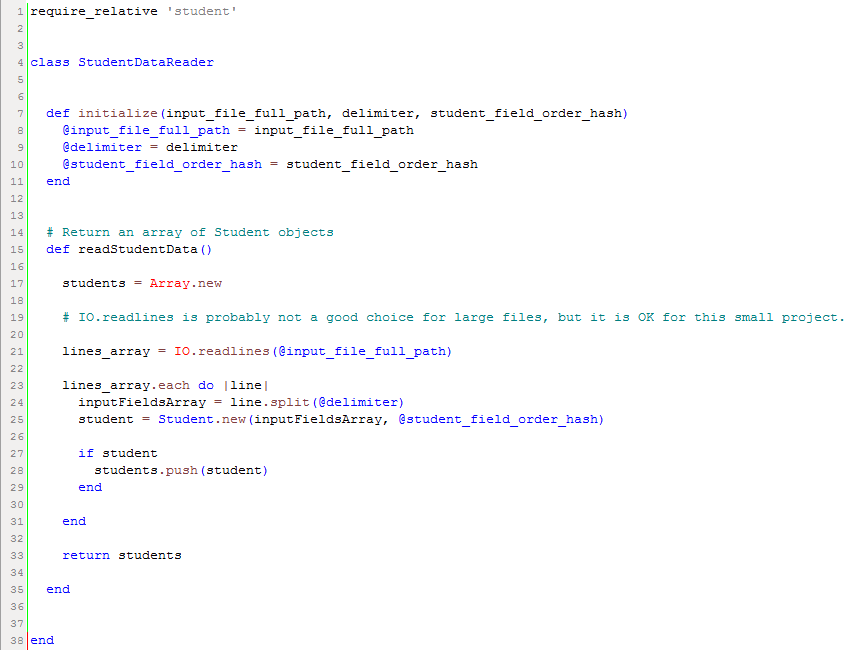 1 require_relative 'student'
2
3
4 class StudentDataReader
5
6
7   def initialize(input_file_full_path, delimiter, student_field_order_hash)
8     @input_file_full_path = input_file_full_path
9     @delimiter = delimiter
10     @student_field_order_hash = student_field_order_hash
11   end
12
13
14   # Return an array of Student objects
15   def readStudentData()
16
17     students = Array.new
18
19     # IO.readlines is probably not a good choice for large files, but it is OK for this small project.
20
21     lines_array = IO.readlines(@input_file_full_path)
22
23     lines_array.each do |line|
24       inputFieldsArray = line.split(@delimiter)
25       student = Student.new(inputFieldsArray, @student_field_order_hash)
26
27       if student
28         students.push(student)
29       end
30
31     end
32
33     return students
34
35   end
36
37
38 end